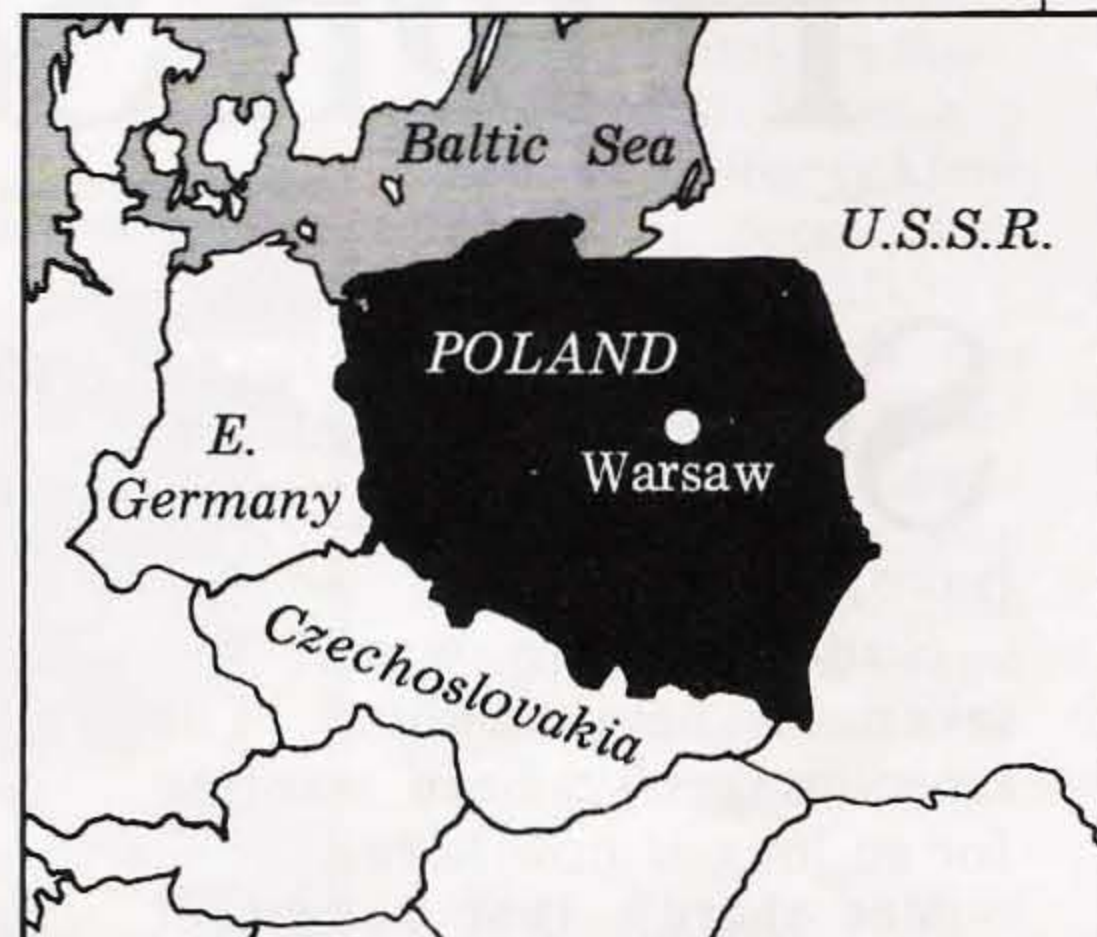 Baltic Sea
U.S.S.R.
POLAND
Warsaw
E.
Germany
Czechoslovakia